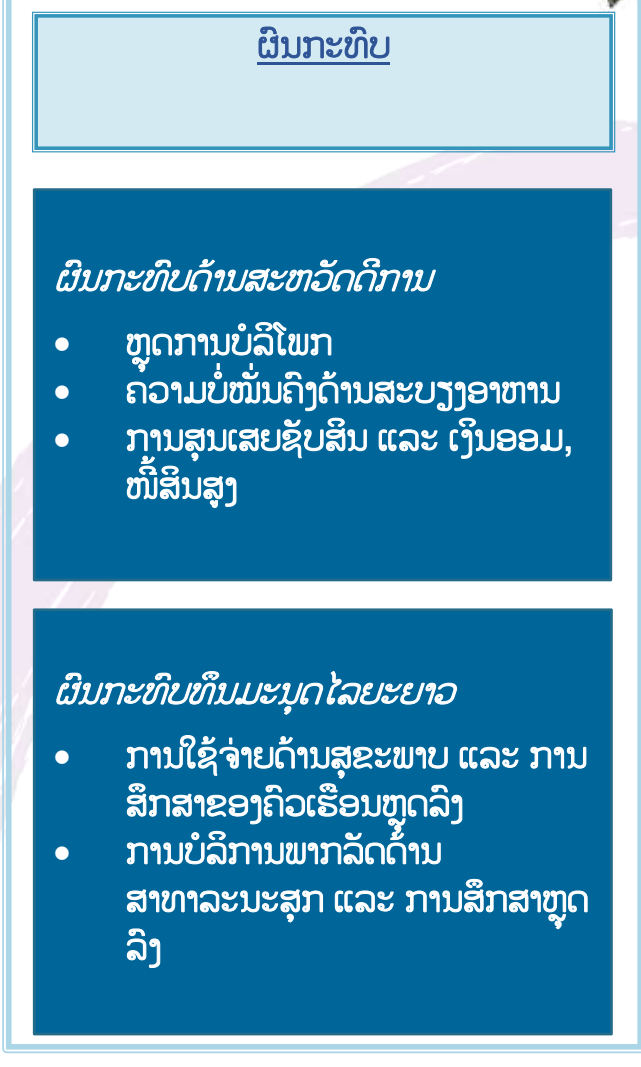 ຜົນກະທົບ
ຜົນກະທົບດ້ານສະຫວັດດີການ
• ຫຼຸດການບໍລິໂພກ
• ຄວາມບໍ່ໝັ້ນຄົງດ້ານສະບຽງອາຫານ
• ການສູນເສຍຊັບສິນ ແລະ ເງິນອອມ,
ໜີ້ສິນສູງ
ຜົນກະທົບທຶນມະນຸດໄລຍະຍາວ
• ການໃຊ້ຈ່າຍດ້ານສຸຂະພາບ ແລະ ການ
ສຶກສາຂອງຄົວເຮືອນຫຼຸດລົງ
• ການບໍລິການພາກລັດດ້ານ
ສາທາລະນະສຸກ ແລະ ການສຶກສາຫຼຸດ
ລົງ